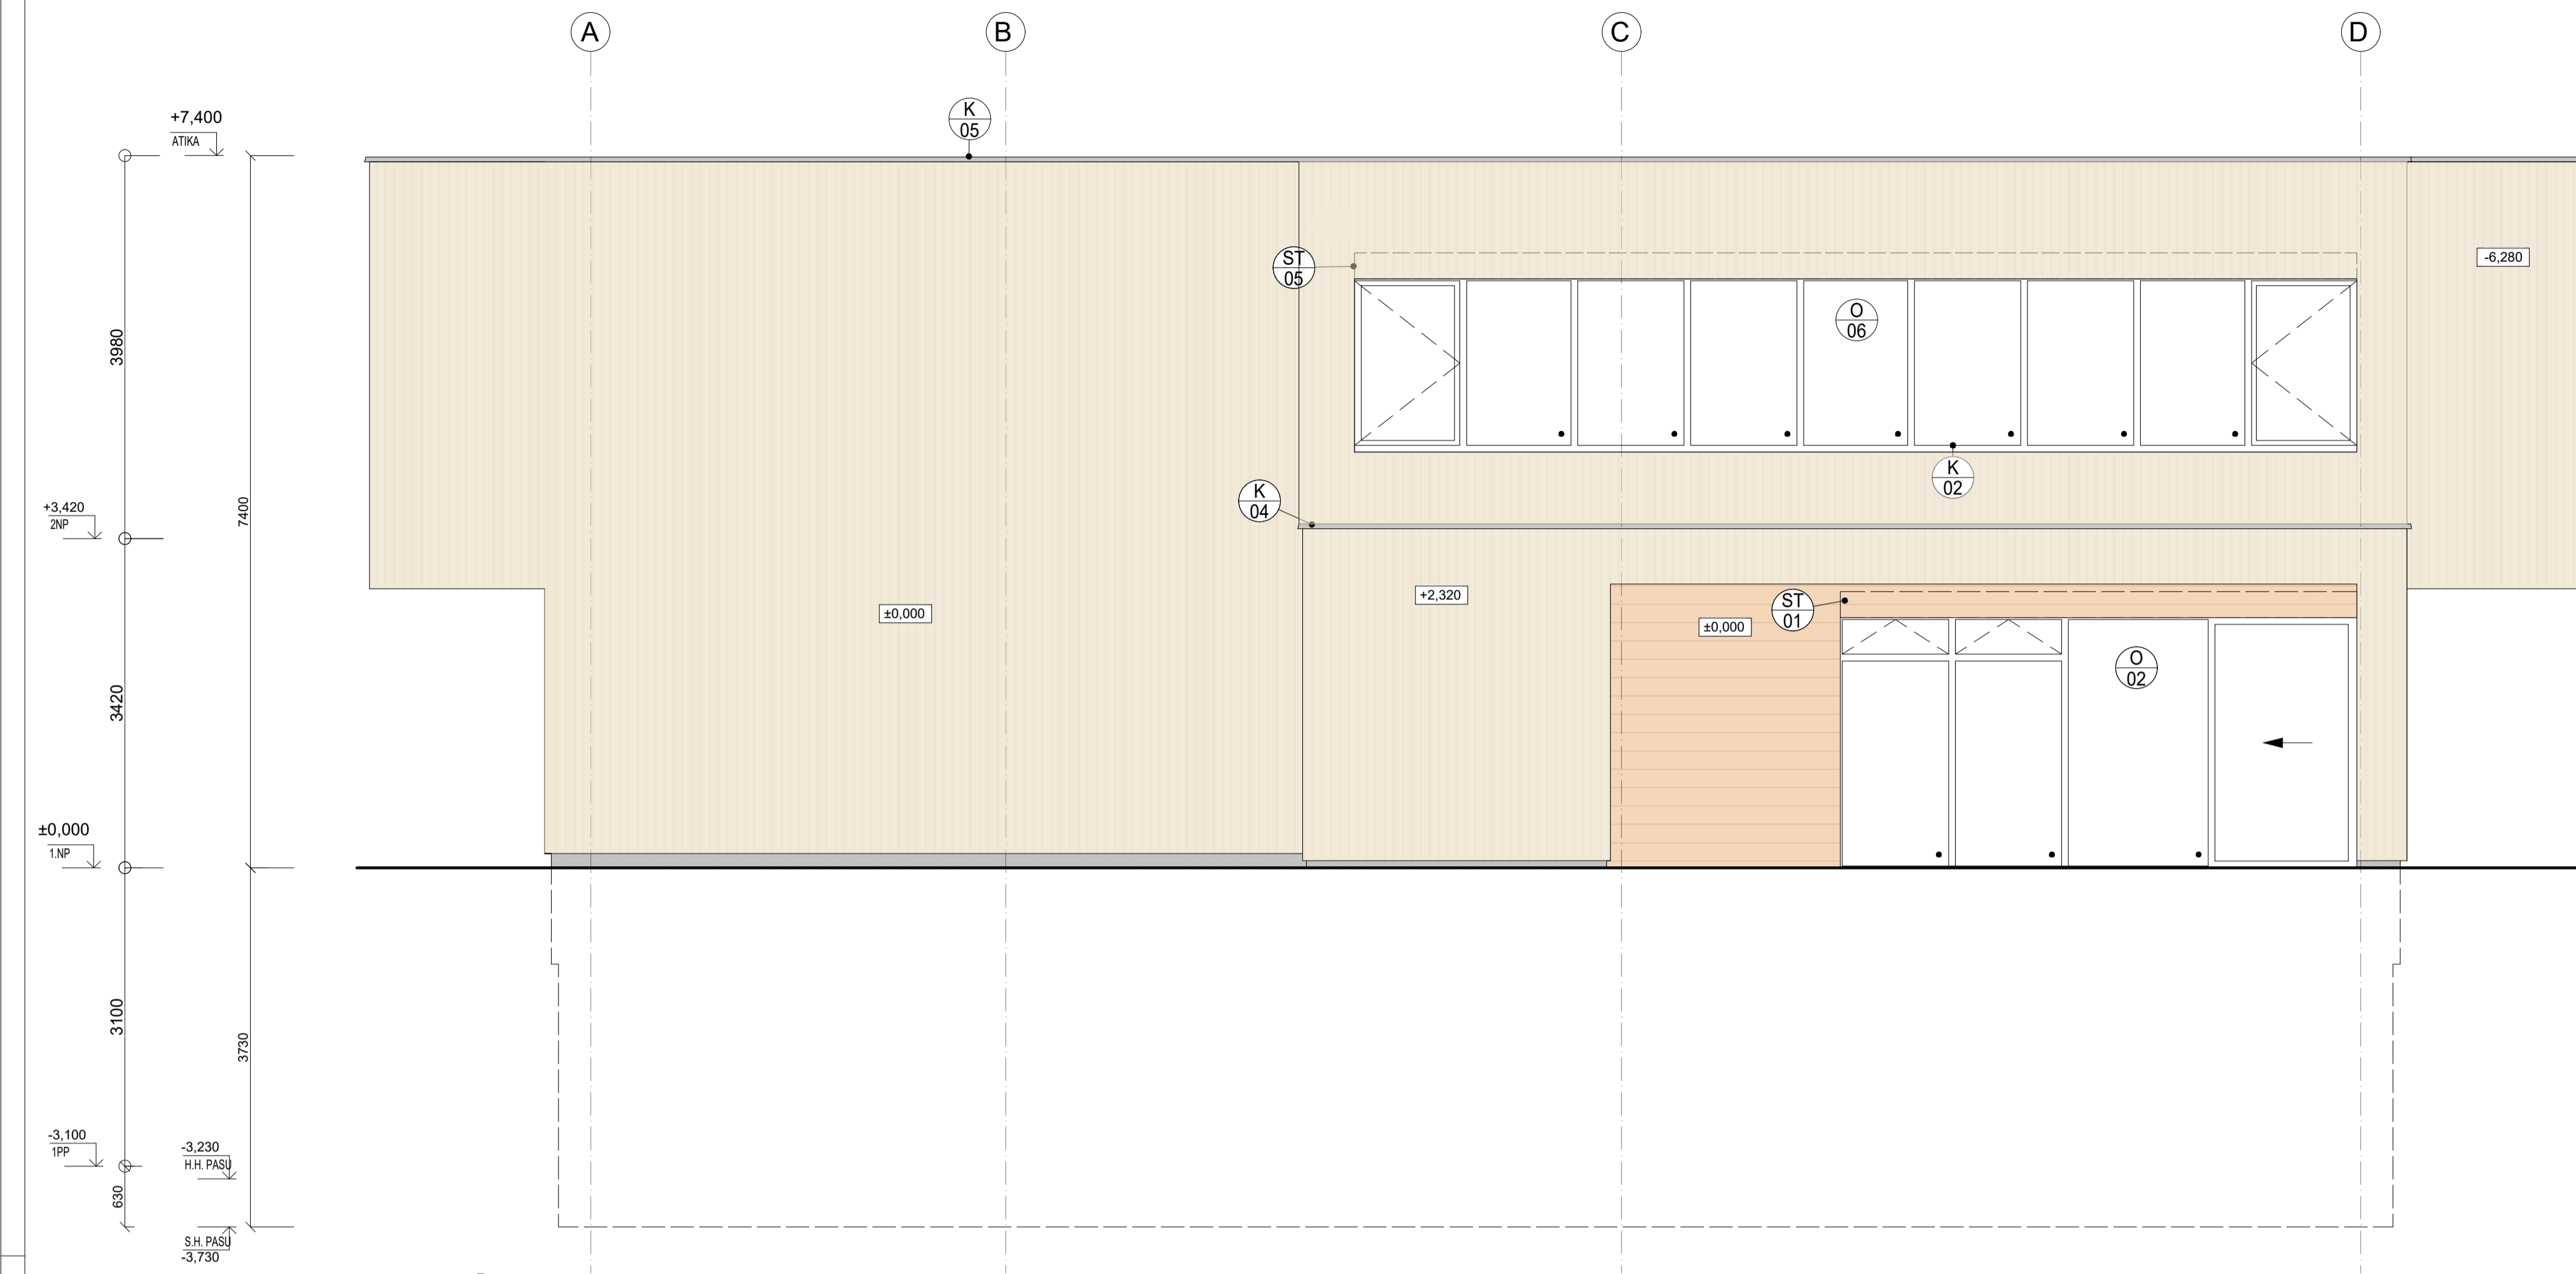 A
B
C
D
+7,400
ATIKA
K
05
ST
05
-6,280
O
06
3980
K
02
K
04
+3,420
2NP
7400
+2,320
ST
01
±0,000
±0,000
O
02
3420
±0,000
1.NP
3100
3730
-3,100
1PP
-3,230
H.H. PASU
630
S.H. PASU
-3,730